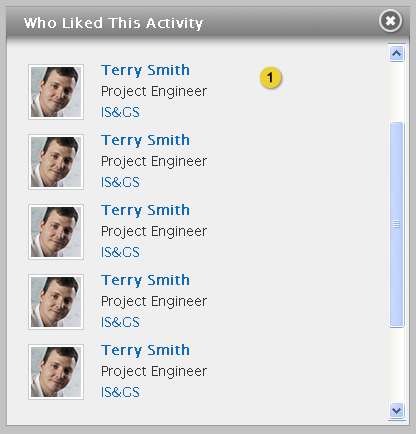 Who Liked This Activity
Terry Smith
1
Project Engineer
IS&GS
Terry Smith
Project Engineer
IS&GS
Terry Smith
Project Engineer
IS&GS
Terry Smith
Project Engineer
IS&GS
Terry Smith
Project Engineer
IS&GS